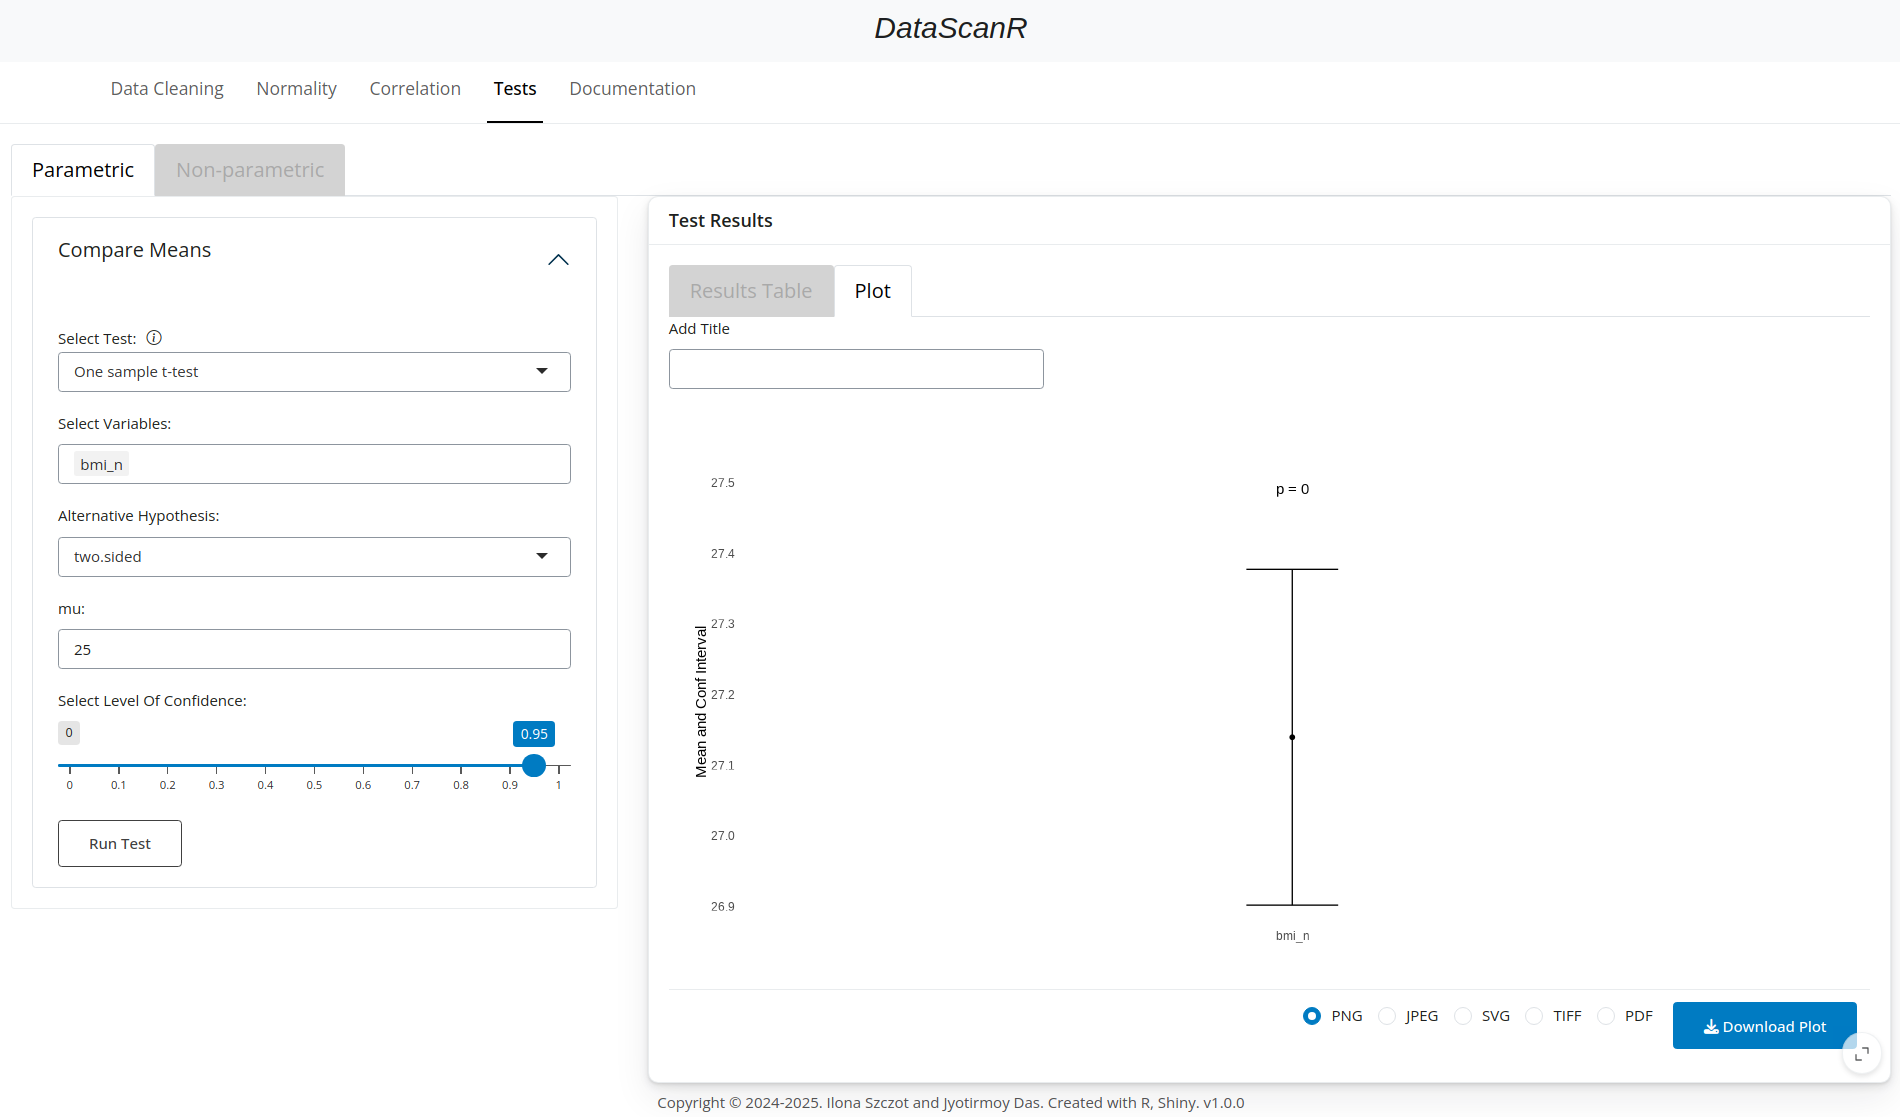 DataScanR
Data Cleaning Normality Correlation Tests Documentation
Parametric Non-parametric
Compare Means
Select Test:
One sample t-test
Select Variables:
bmi_n
Alternative Hypothesis:
two.sided
mu:
25
Select Level Of Confidence:
0 0.95
0 0.1 0.2 0.3 0.4 0.5 0.6 0.7 0.8 0.9 1
Run Test
Test Results
Results Table Plot
Add Title
Mean and Conf Interval
27.5
27.4
27.3
27.2
27.1
27.0
26.9
p = 0
bmi_n
PNG JPEG SVG TIFF PDF Download Plot
Copyright © 2024-2025. Ilona Szczot and Jyotirmoy Das. Created with R, Shiny. v1.0.0